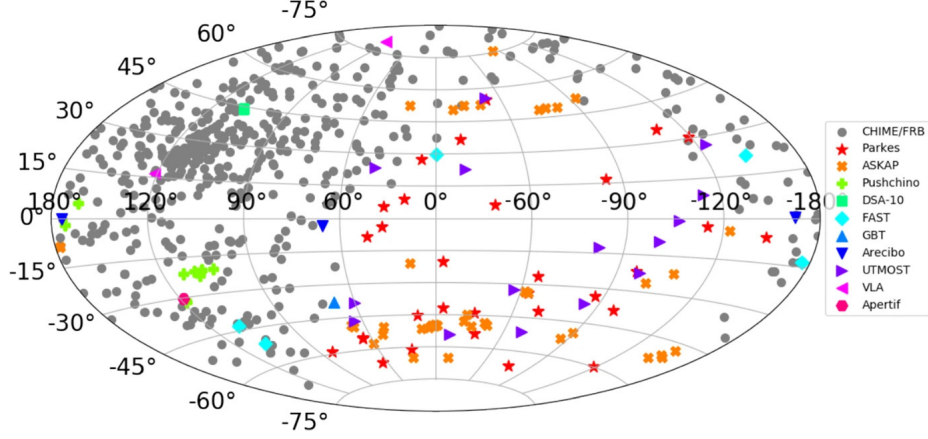 -75°
60°
45°
30°
15°
180° 120° 90° 60° 0° -60° -90° -120° -180°
0°
-15°
-30°
-45°
-60°
-75°
CHIME/FRB
Parkes
ASKAP
Pushchino
DSA-10
FAST
GBT
Arecibo
UTMOST
VLA
Apertif